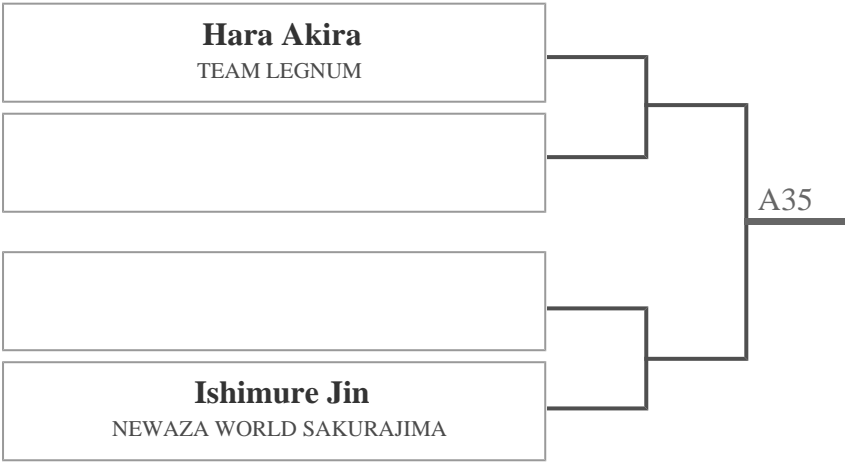 Hara Akira
TEAM LEGNUM
A35
Ishimure Jin
NEWAZA WORLD SAKURAJIMA